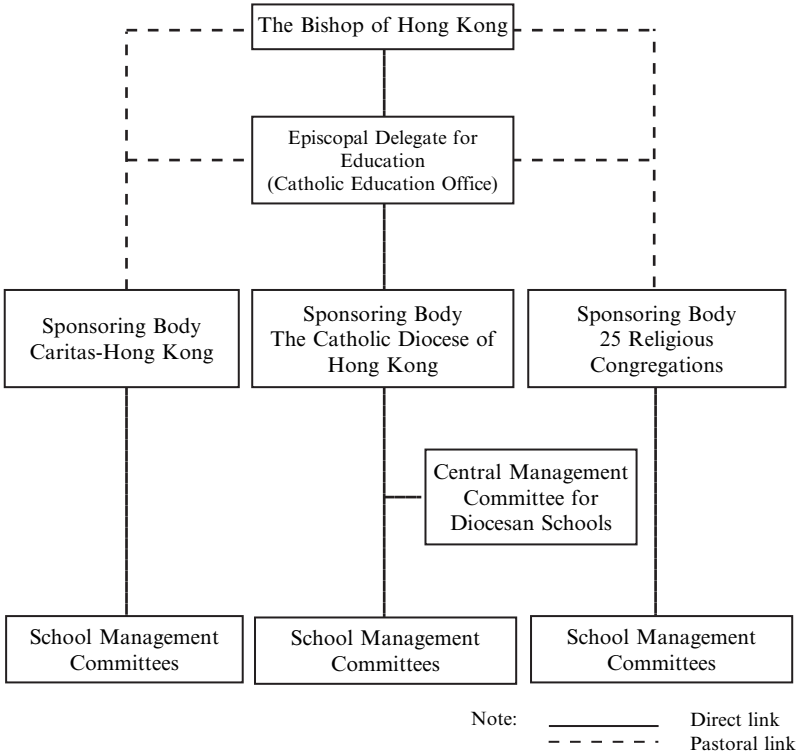 The Bishop of Hong Kong
Episcopal Delegate for
Education
(Catholic Education Office)
Sponsoring Body
Caritas-Hong Kong
Sponsoring Body
The Catholic Diocese of
Hong Kong
Sponsoring Body
25 Religious
Congregations
Central Management
Committee for
Diocesan Schools
School Management
Committees
School Management
Committees
School Management
Committees
Note:
Direct link
Pastoral link